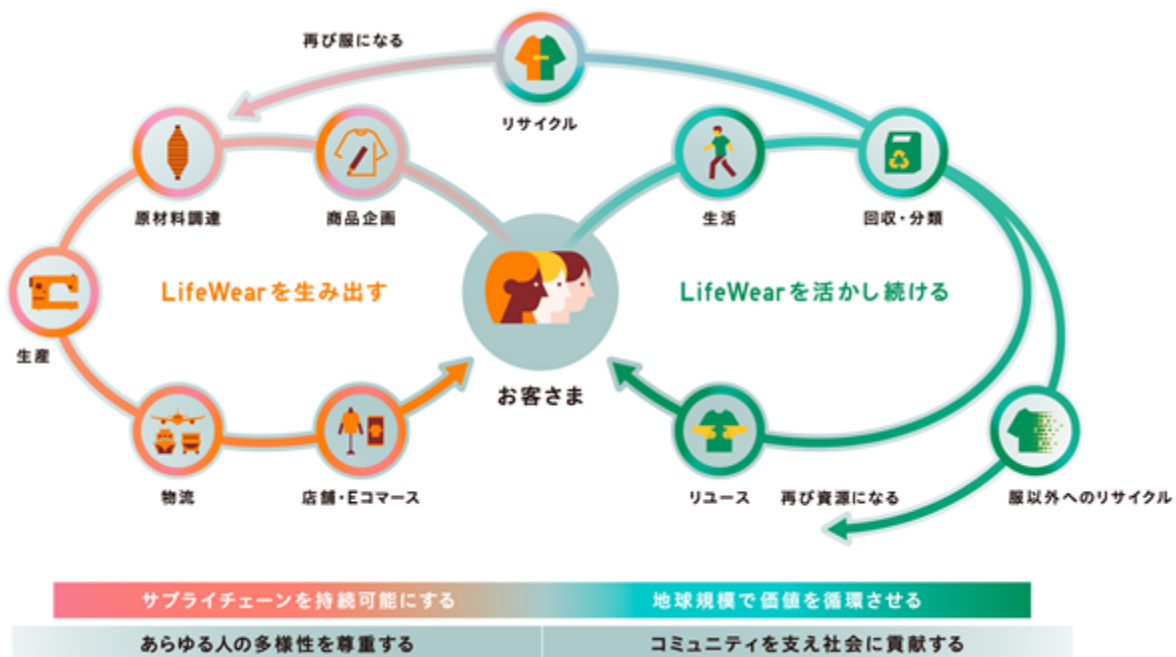 再び服になる
リサイクル
原材料調達
商品企画
生活
回収・分類
LifeWearを生み出す
LifeWearを活かし続ける
生産
お客さま
物流
店舗・Eコマース
リユース
再び資源になる
服以外へのリサイクル
サプライチェーンを持続可能にする
地球規模で価値を循環させる
あらゆる人の多様性を尊重する
コミュニティを支え社会に貢献する